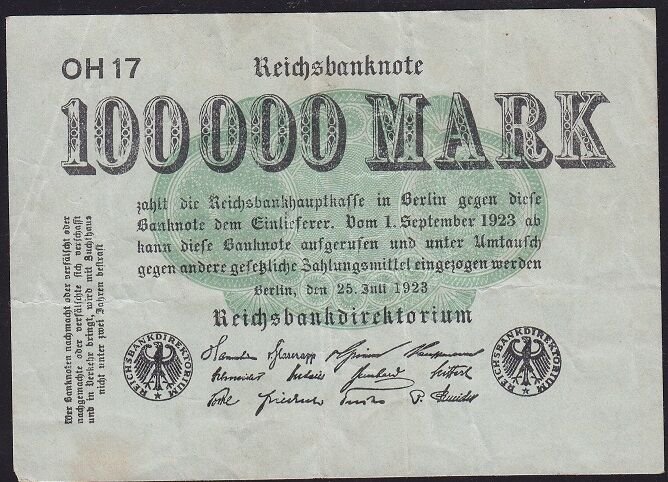 OH 17
Reichsbanknote
100000 MARK
zahlt die Reichsbankhauptkasse in Berlin gegen diese
Banknote dem Einlieferer. Vom 1. September 1923 ab
kann diese Banknote aufgerufen und unter Umtausch
gegen andere gesetzliche Zahlungsmittel eingezogen werden
Berlin, den 25. Juli 1923
Reichsbankdirektorium
Wer Banknoten nachmacht oder verfälscht oder
nachgemachte oder verfälschte sich verschafft
und in Verkehr bringt, wird mit Zuchthaus
nicht unter zwei Jahren bestraft
REICHSBANKDIREKTORIUM
REICHSBANKDIREKTORIUM